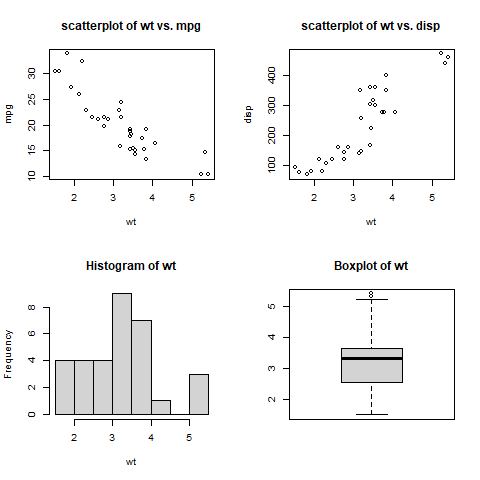 scatterplot of wt vs. mpg
mpg
10 15 20 25 30
2 3 4 5
wt
scatterplot of wt vs. disp
disp
100 200 300 400
2 3 4 5
wt
Histogram of wt
Frequency
0 2 4 6 8
2 3 4 5
wt
Boxplot of wt
2 3 4 5